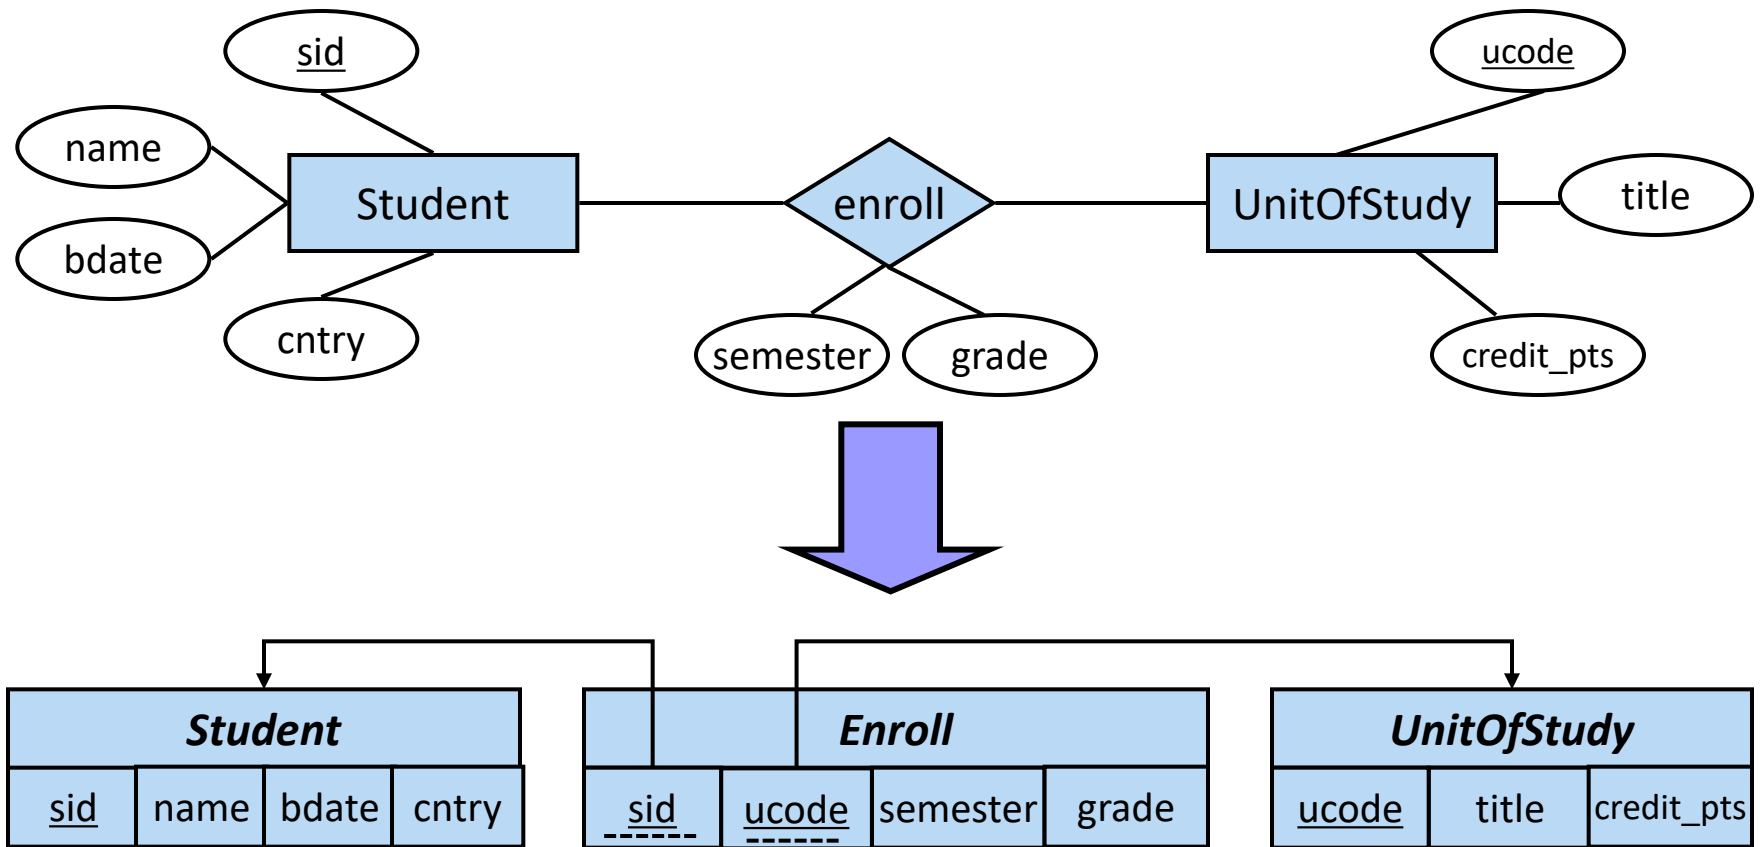 sid
ucode
name
title
Student
enroll
UnitOfStudy
bdate
cntry
semester
grade
credit_pts
Student
Enroll
UnitOfStudy
sid name bdate cntry
sid ucode semester grade
ucode title credit_pts